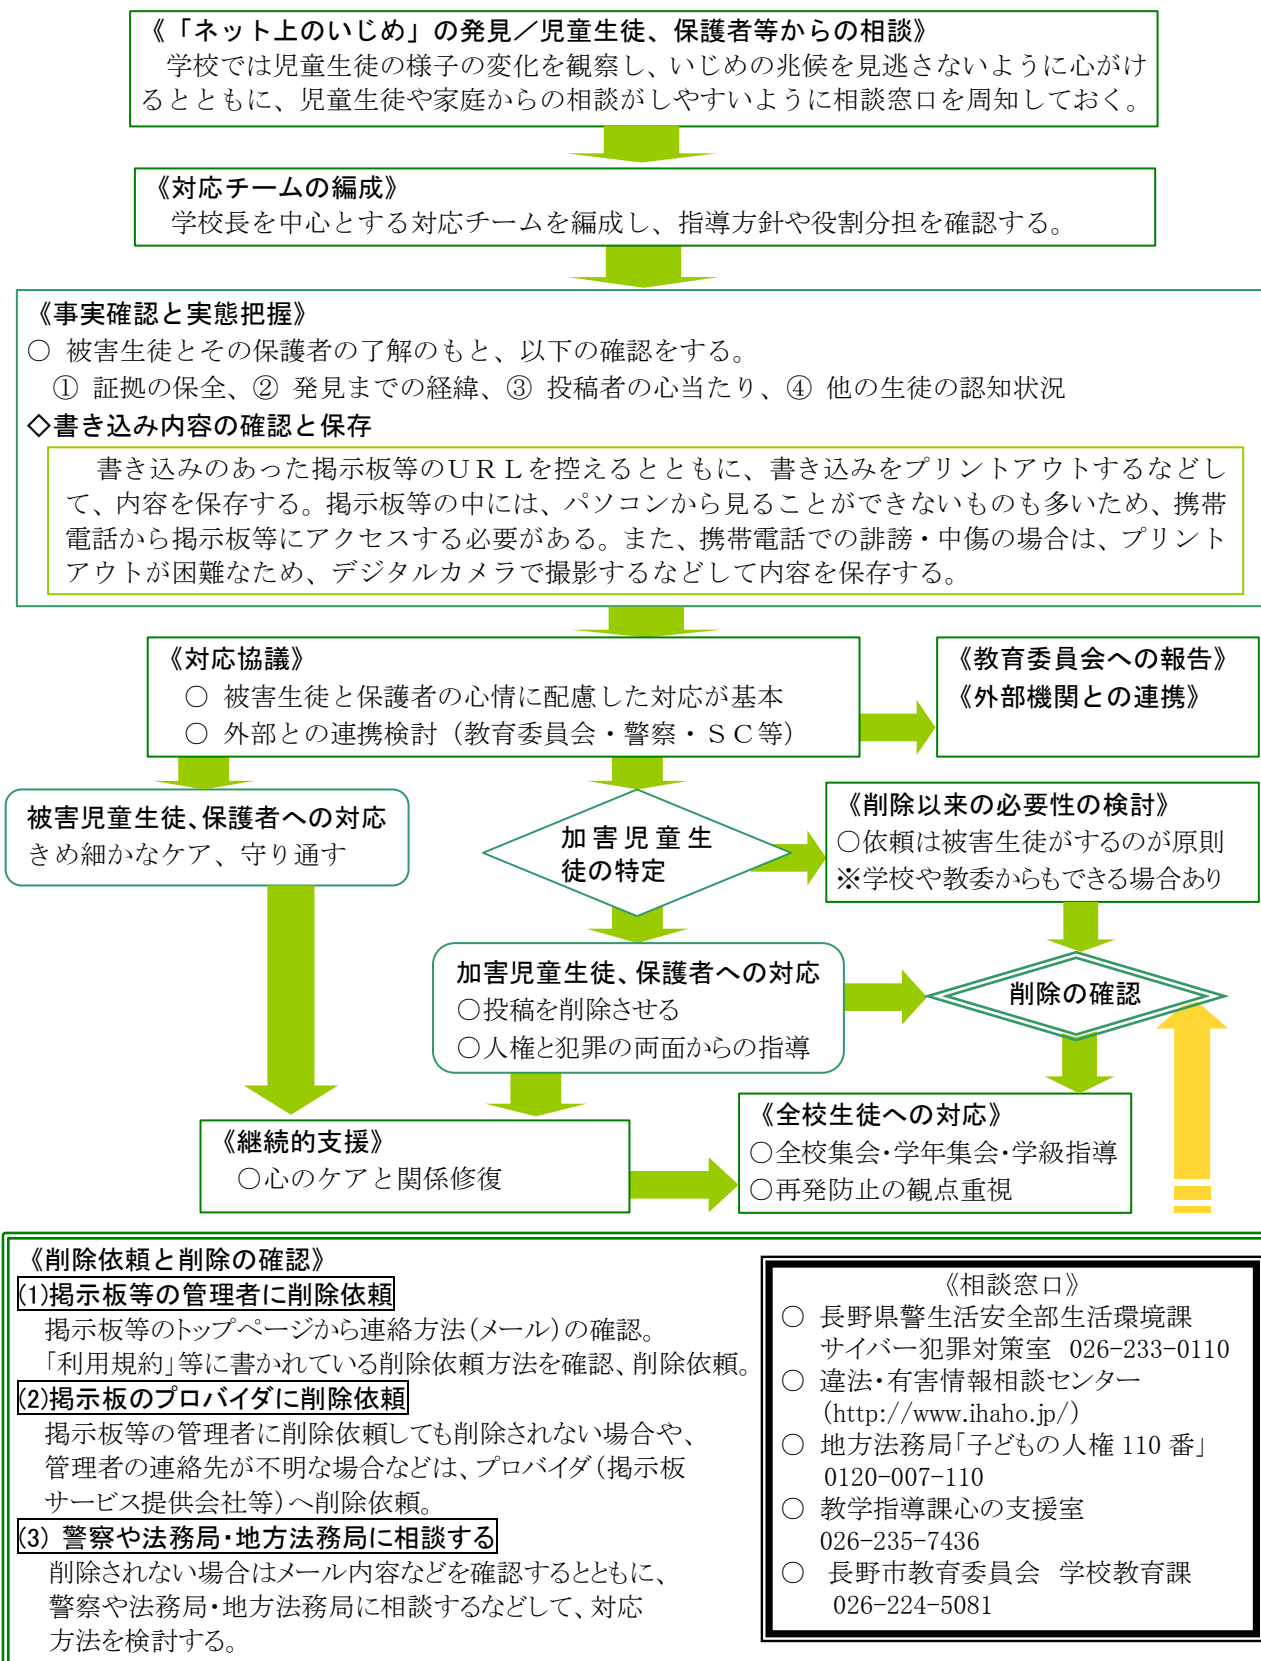 《「ネット上のいじめ」の発見／児童生徒、保護者等からの相談》
学校では児童生徒の様子の変化を観察し、いじめの兆候を見逃さないように心がけ
るとともに、児童生徒や家庭からの相談がしやすいように相談窓口を周知しておく。
《対応チームの編成》
学校長を中心とする対応チームを編成し、指導方針や役割分担を確認する。
《事実確認と実態把握》
○ 被害生徒とその保護者の了解のもと、以下の確認をする。
① 証拠の保全、② 発見までの経緯、③ 投稿者の心当たり、④ 他の生徒の認知状況
◇書き込み内容の確認と保存
書き込みのあった掲示板等のＵＲＬを控えるとともに、書き込みをプリントアウトするなどし
て、内容を保存する。掲示板等の中には、パソコンから見ることができないものも多いため、携帯
電話から掲示板等にアクセスする必要がある。また、携帯電話での誹謗・中傷の場合は、プリント
アウトが困難なため、デジタルカメラで撮影するなどして内容を保存する。
《対応協議》
○ 被害生徒と保護者の心情に配慮した対応が基本
○ 外部との連携検討（教育委員会・警察・ＳＣ等）
《教育委員会への報告》
《外部機関との連携》
被害児童生徒、保護者への対応
きめ細かなケア、守り通す
加害児童生
徒の特定
《削除以来の必要性の検討》
○依頼は被害生徒がするのが原則
※学校や教委からもできる場合あり
加害児童生徒、保護者への対応
○投稿を削除させる
○人権と犯罪の両面からの指導
削除の確認
《継続的支援》
○心のケアと関係修復
《全校生徒への対応》
○全校集会・学年集会・学級指導
○再発防止の観点重視
《削除依頼と削除の確認》
(1)掲示板等の管理者に削除依頼
掲示板等のトップページから連絡方法（メール）の確認。
「利用規約」等に書かれている削除依頼方法を確認、削除依頼。
(2)掲示板のプロバイダに削除依頼
掲示板等の管理者に削除依頼しても削除されない場合や、
管理者の連絡先が不明な場合などは、プロバイダ（掲示板
サービス提供会社等）へ削除依頼。
(3) 警察や法務局・地方法務局に相談する
削除されない場合はメール内容などを確認するとともに、
警察や法務局・地方法務局に相談するなどして、対応
方法を検討する。
《相談窓口》
○ 長野県警生活安全部生活環境課
サイバー犯罪対策室 026-233-0110
○ 違法・有害情報相談センター
(http://www.ihaho.jp/)
○ 地方法務局「子どもの人権 110 番」
0120-007-110
○ 教学指導課心の支援室
026-235-7436
○ 長野市教育委員会 学校教育課
026-224-5081